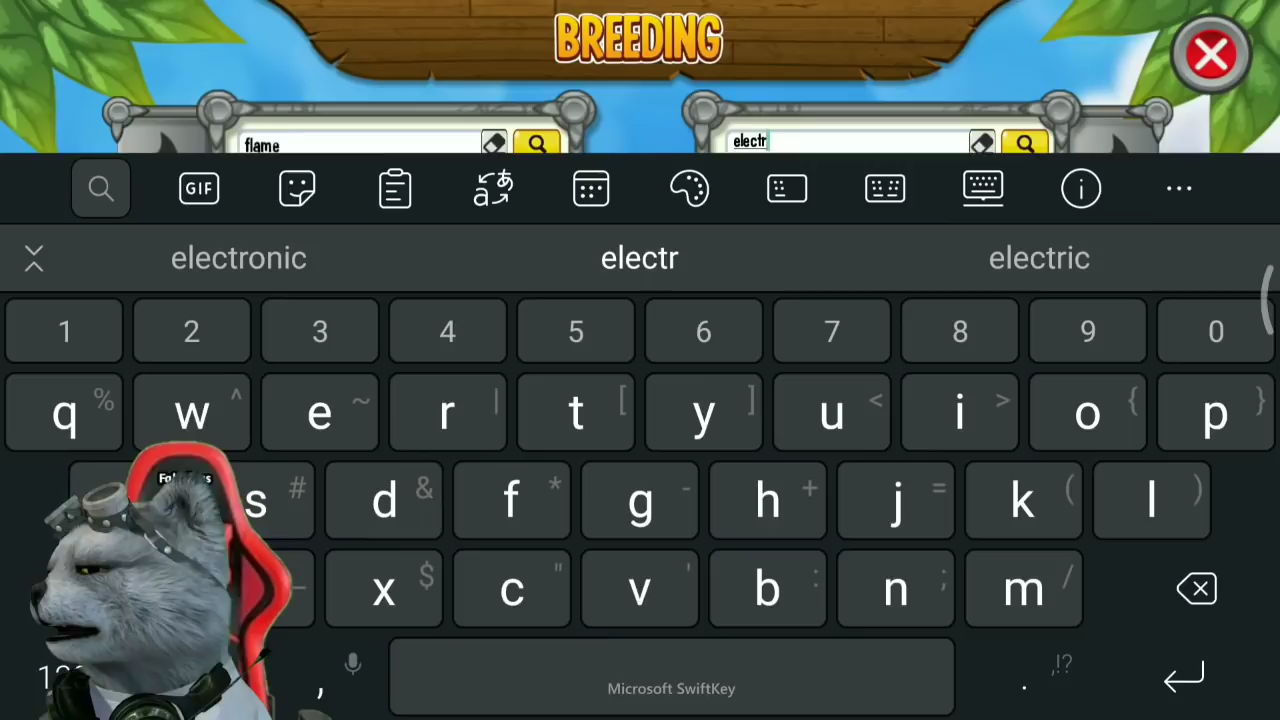 BREEDING
flame electr
GIF
electronic electr electric
1 2 3 4 5 6 7 8 9 0
q % w ^ e ~ r | t [ y ] u < i > o { p }
s # d & f * g - h + j = k ( l )
x $ c " v ' b : n ; m /
, Microsoft SwiftKey . ,!?